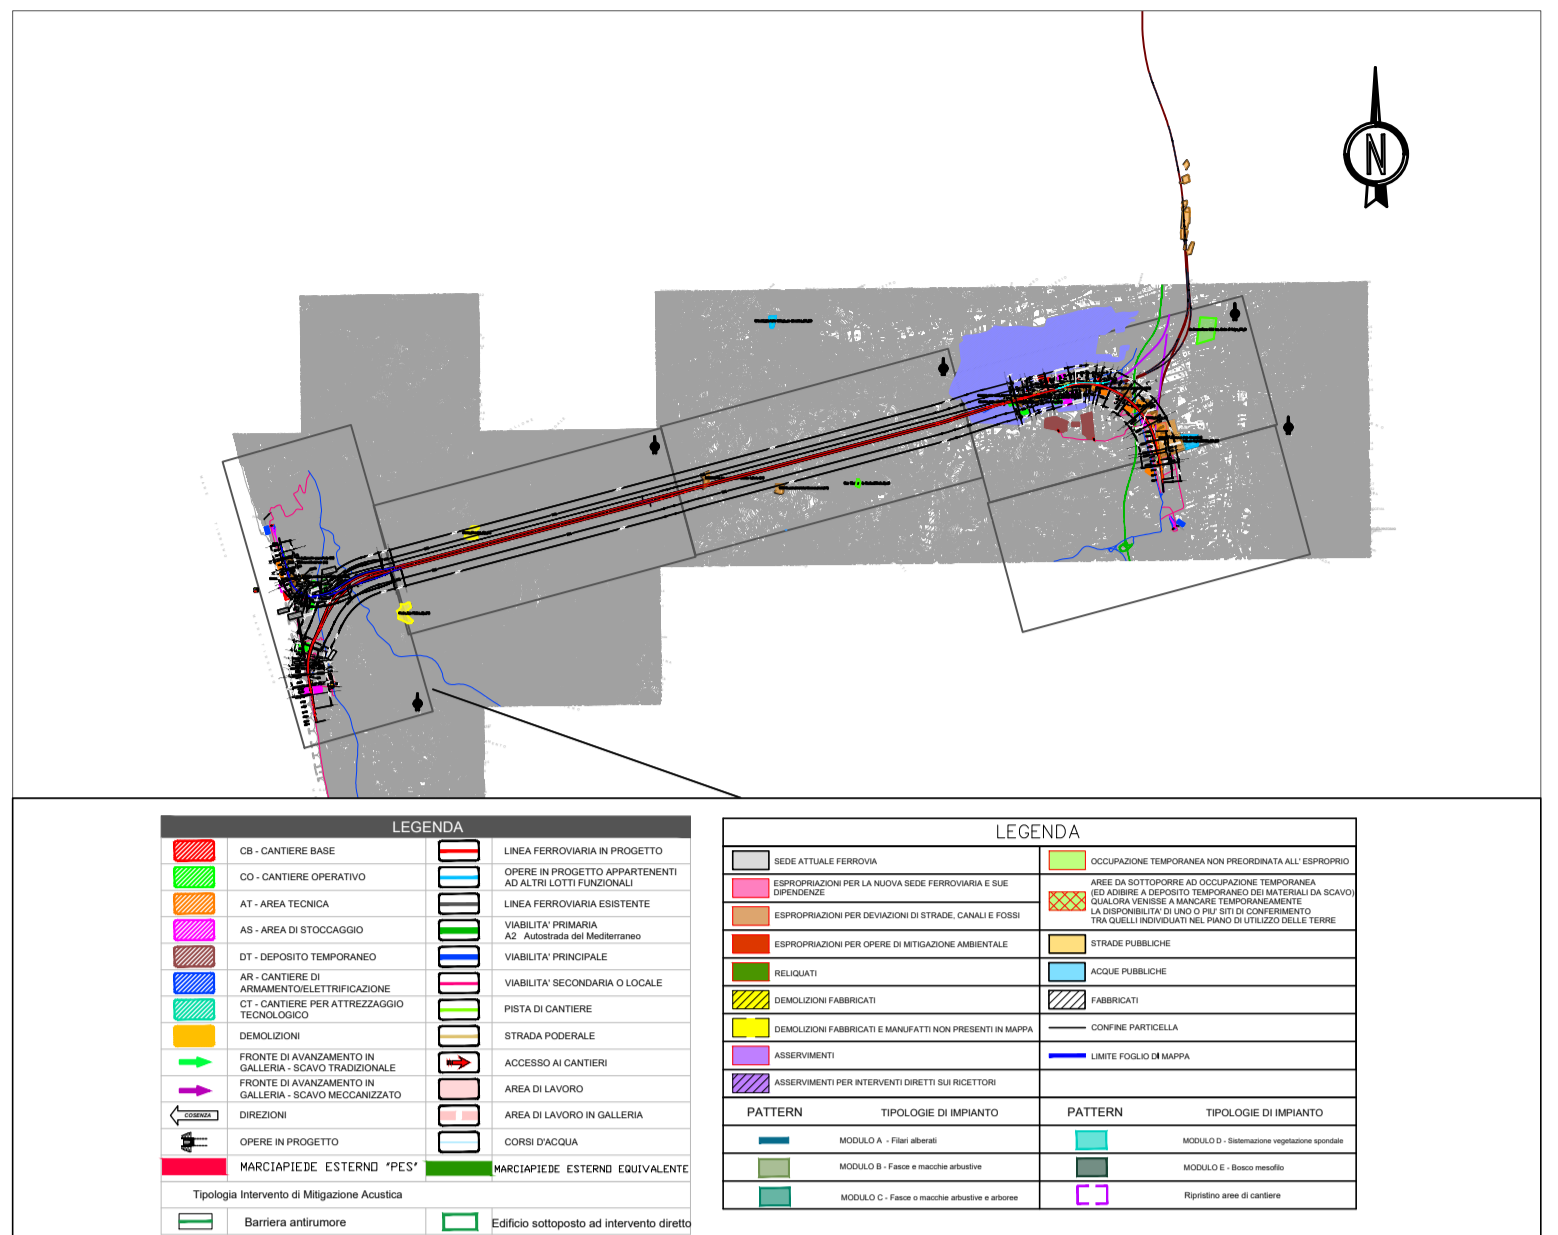 N
LEGENDA
CB - CANTIERE BASE
LINEA FERROVIARIA IN PROGETTO
CO - CANTIERE OPERATIVO
OPERE IN PROGETTO APPARTENENTI
AD ALTRI LOTTI FUNZIONALI
AT - AREA TECNICA
LINEA FERROVIARIA ESISTENTE
AS - AREA DI STOCCAGGIO
VIABILITA' PRIMARIA
A2 Autostrada del Mediterraneo
DT - DEPOSITO TEMPORANEO
VIABILITA' PRINCIPALE
AR - CANTIERE DI
ARMAMENTO/ELETTRIFICAZIONE
VIABILITA' SECONDARIA O LOCALE
CT - CANTIERE PER ATTREZZAGGIO
TECNOLOGICO
PISTA DI CANTIERE
DEMOLIZIONI
STRADA PODERALE
FRONTE DI AVANZAMENTO IN
GALLERIA - SCAVO TRADIZIONALE
ACCESSO AI CANTIERI
FRONTE DI AVANZAMENTO IN
GALLERIA - SCAVO MECCANIZZATO
AREA DI LAVORO
COSENZA
DIREZIONI
AREA DI LAVORO IN GALLERIA
OPERE IN PROGETTO
CORSI D'ACQUA
MARCIAPIEDE ESTERNO "PES"
MARCIAPIEDE ESTERNO EQUIVALENTE
Tipologia Intervento di Mitigazione Acustica
Barriera antirumore
Edificio sottoposto ad intervento diretto
LEGENDA
SEDE ATTUALE FERROVIA
OCCUPAZIONE TEMPORANEA NON PREORDINATA ALL' ESPROPRIO
ESPROPRIAZIONI PER LA NUOVA SEDE FERROVIARIA E SUE
DIPENDENZE
AREE DA SOTTOPORRE AD OCCUPAZIONE TEMPORANEA
(ED ADIBIRE A DEPOSITO TEMPORANEO DEI MATERIALI DA SCAVO)
QUALORA VENISSE A MANCARE TEMPORANEAMENTE
LA DISPONIBILITA' DI UNO O PIU' SITI DI CONFERIMENTO
TRA QUELLI INDIVIDUATI NEL PIANO DI UTILIZZO DELLE TERRE
ESPROPRIAZIONI PER DEVIAZIONI DI STRADE, CANALI E FOSSI
ESPROPRIAZIONI PER OPERE DI MITIGAZIONE AMBIENTALE
STRADE PUBBLICHE
RELIQUATI
ACQUE PUBBLICHE
DEMOLIZIONI FABBRICATI
FABBRICATI
DEMOLIZIONI FABBRICATI E MANUFATTI NON PRESENTI IN MAPPA
CONFINE PARTICELLA
ASSERVIMENTI
LIMITE FOGLIO DI MAPPA
ASSERVIMENTI PER INTERVENTI DIRETTI SUI RICETTORI
PATTERN
TIPOLOGIE DI IMPIANTO
PATTERN
TIPOLOGIE DI IMPIANTO
MODULO A - Filari alberati
MODULO D - Sistemazione vegetazione spondale
MODULO B - Fasce e macchie arbustive
MODULO E - Bosco mesofilo
MODULO C - Fasce o macchie arbustive e arboree
Ripristino aree di cantiere